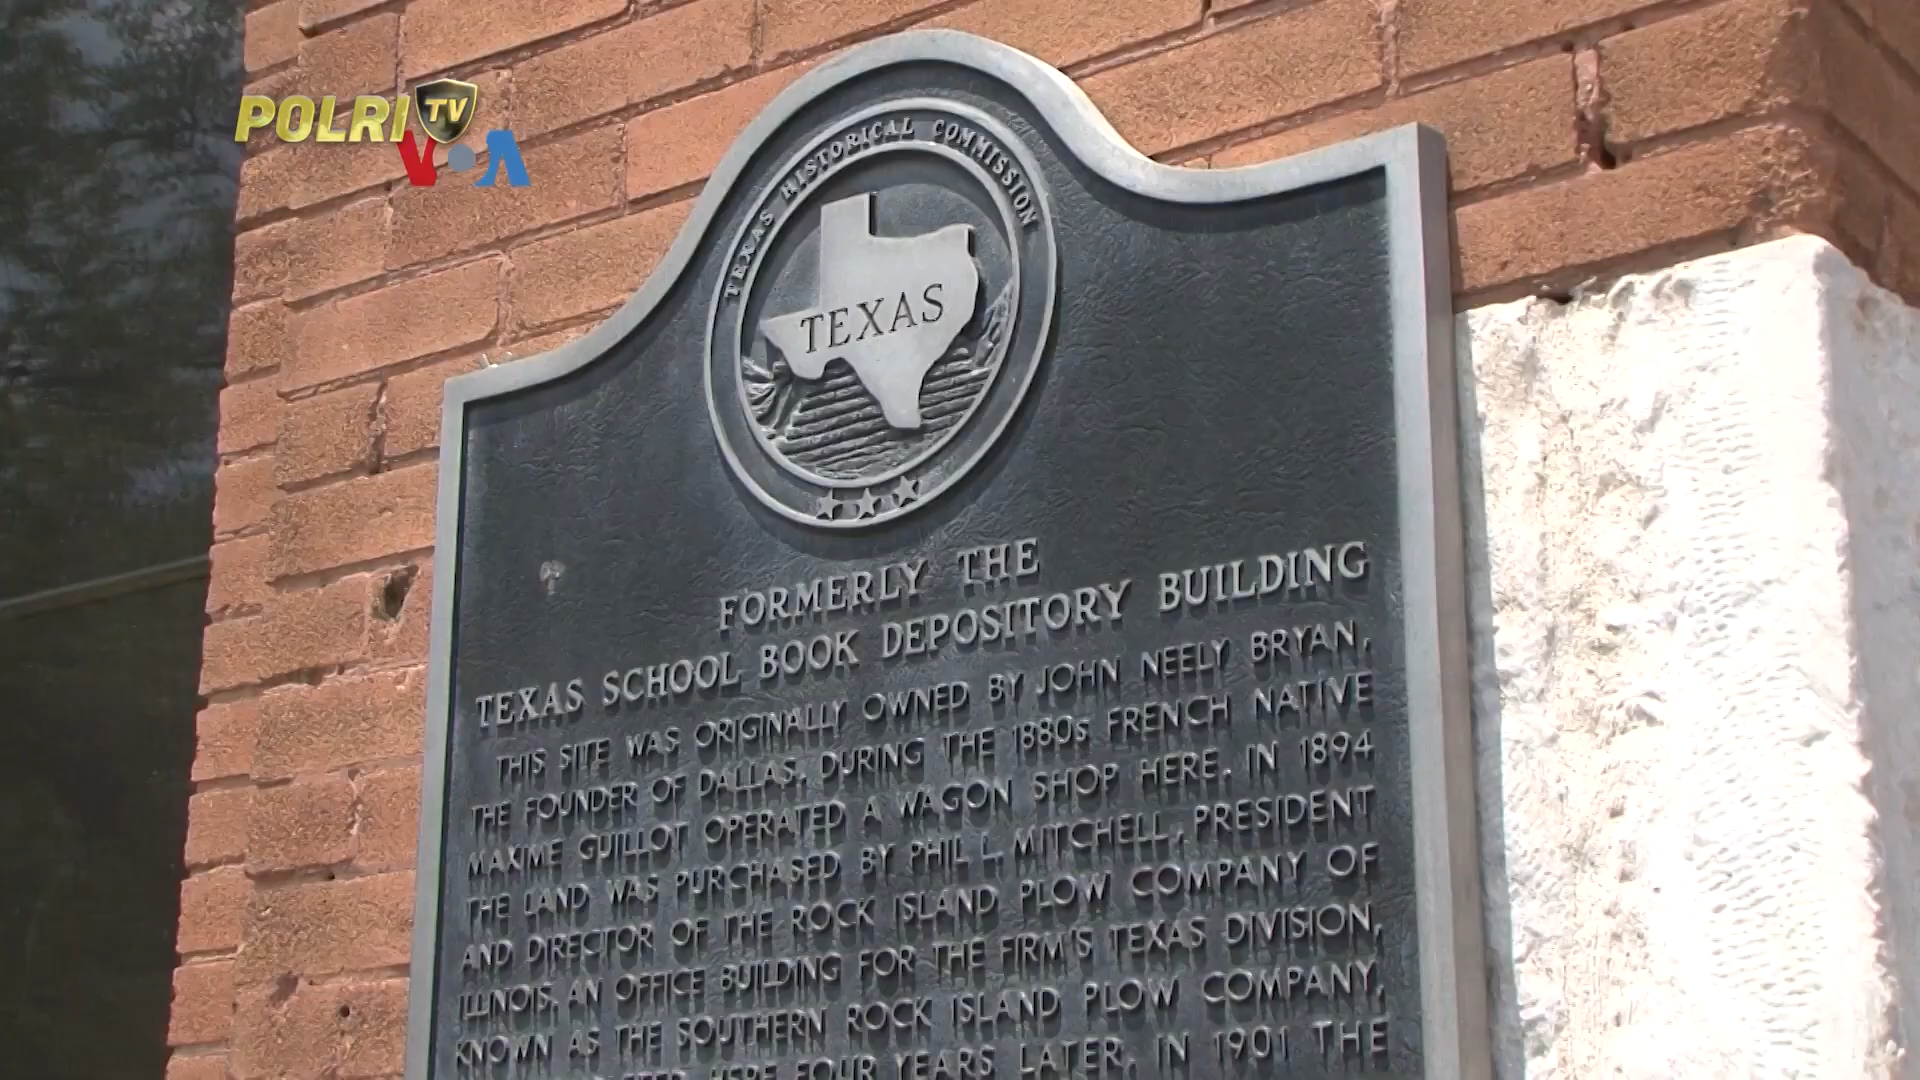 POLRI TV
VOA
TEXAS HISTORICAL COMMISSION
TEXAS
FORMERLY THE
TEXAS SCHOOL BOOK DEPOSITORY BUILDING
THIS SITE WAS ORIGINALLY OWNED BY JOHN NEELY BRYAN,
THE FOUNDER OF DALLAS. DURING THE 1880s FRENCH NATIVE
MAXIME GUILLOT OPERATED A WAGON SHOP HERE. IN 1894
THE LAND WAS PURCHASED BY PHIL L. MITCHELL, PRESIDENT
AND DIRECTOR OF THE ROCK ISLAND PLOW COMPANY OF
ILLINOIS. AN OFFICE BUILDING FOR THE FIRM'S TEXAS DIVISION,
KNOWN AS THE SOUTHERN ROCK ISLAND PLOW COMPANY,
HERE FOUR YEARS LATER. IN 1901 THE